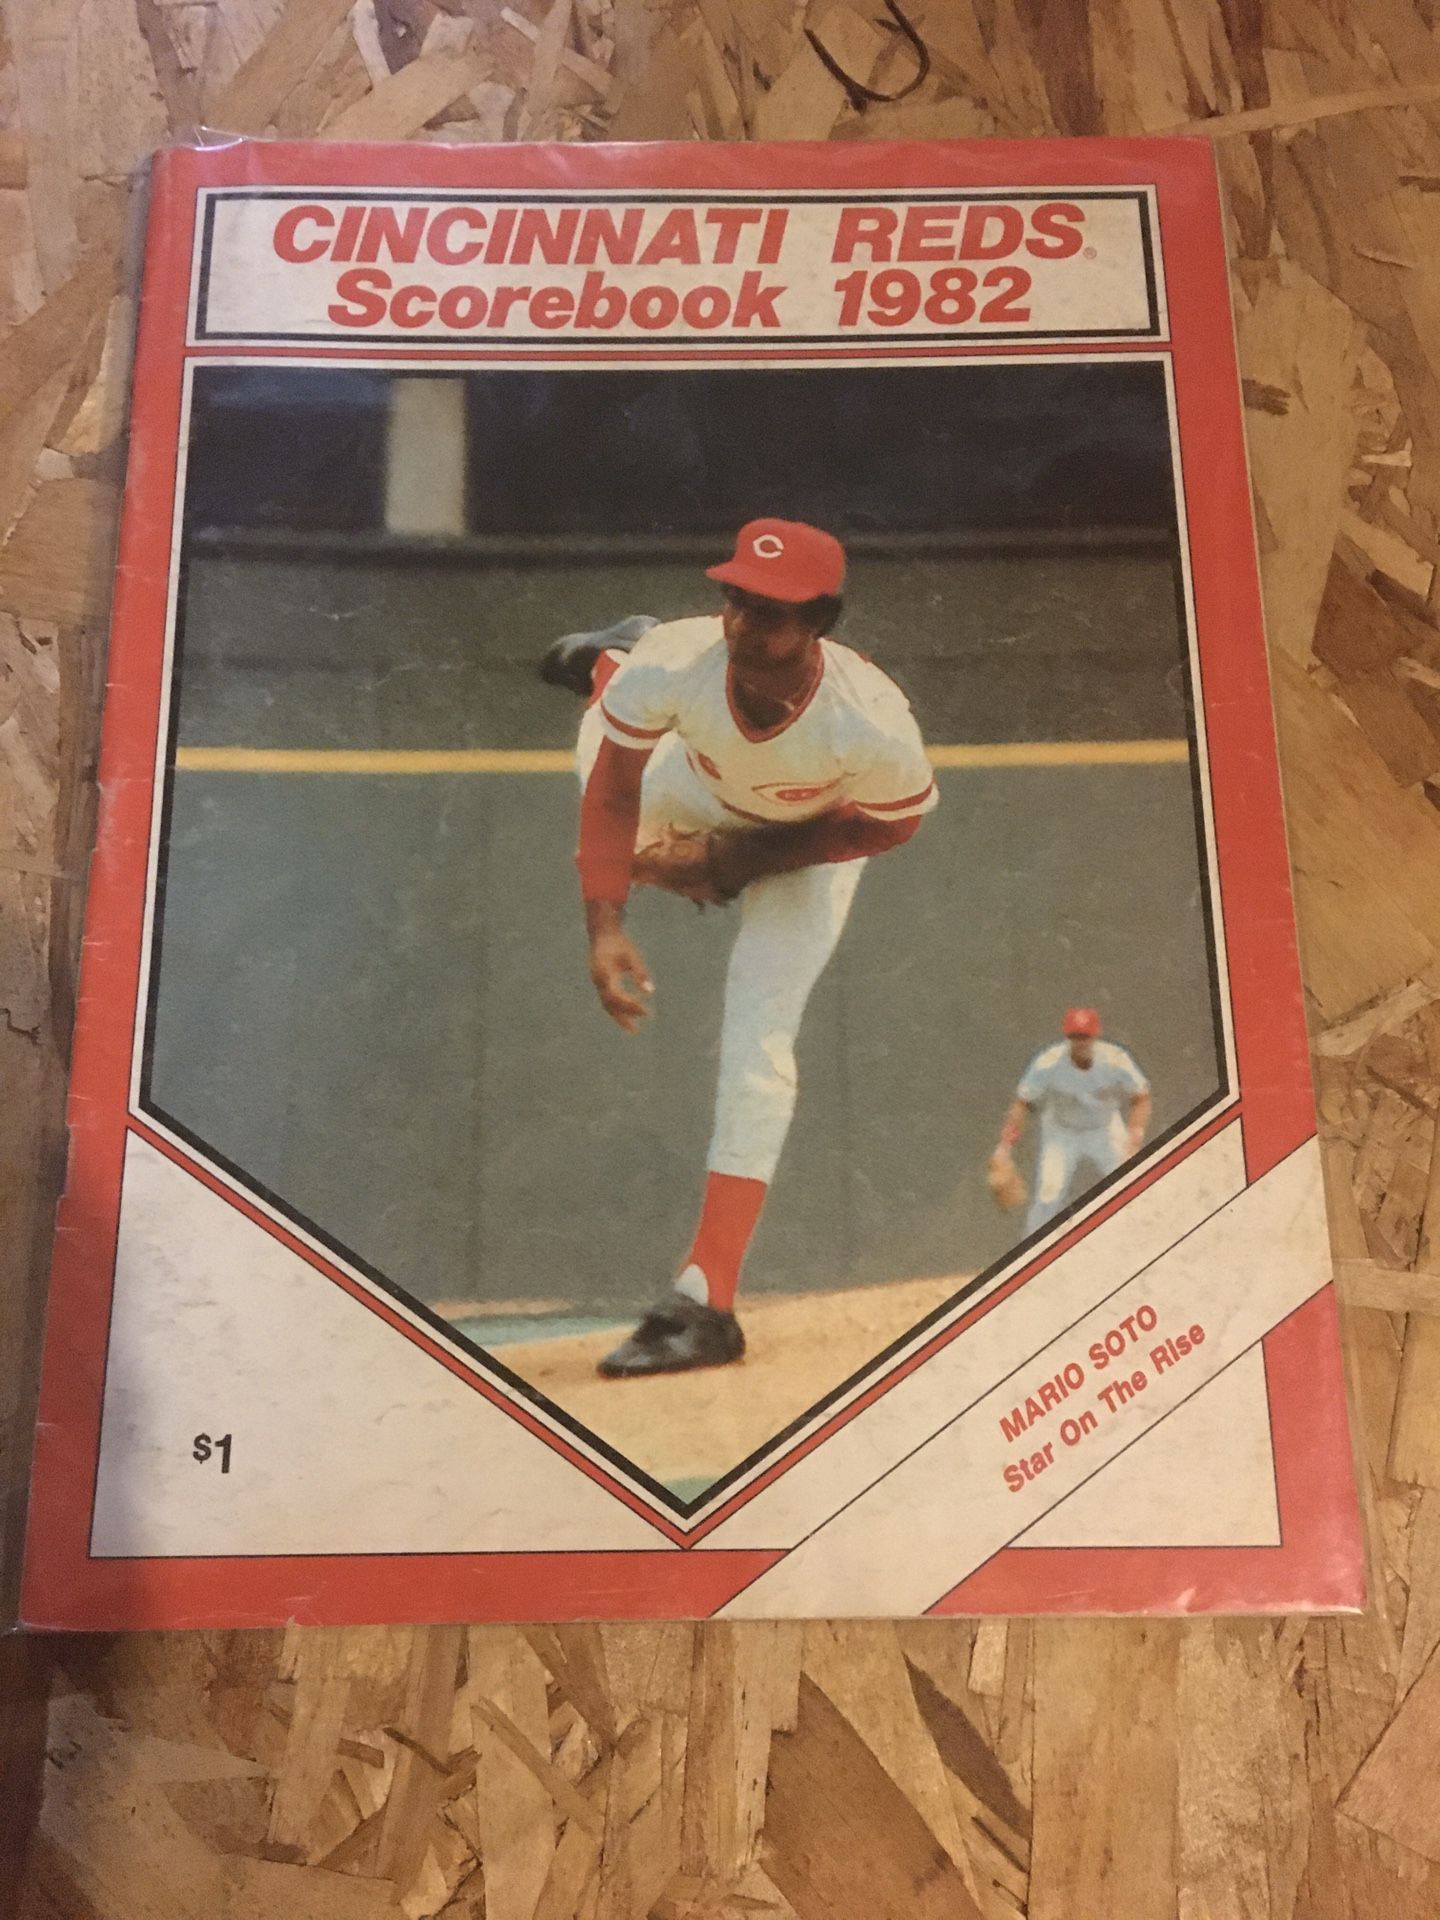 CINCINNATI REDS®
Scorebook 1982
C
MARIO SOTO
Star On The Rise
$1